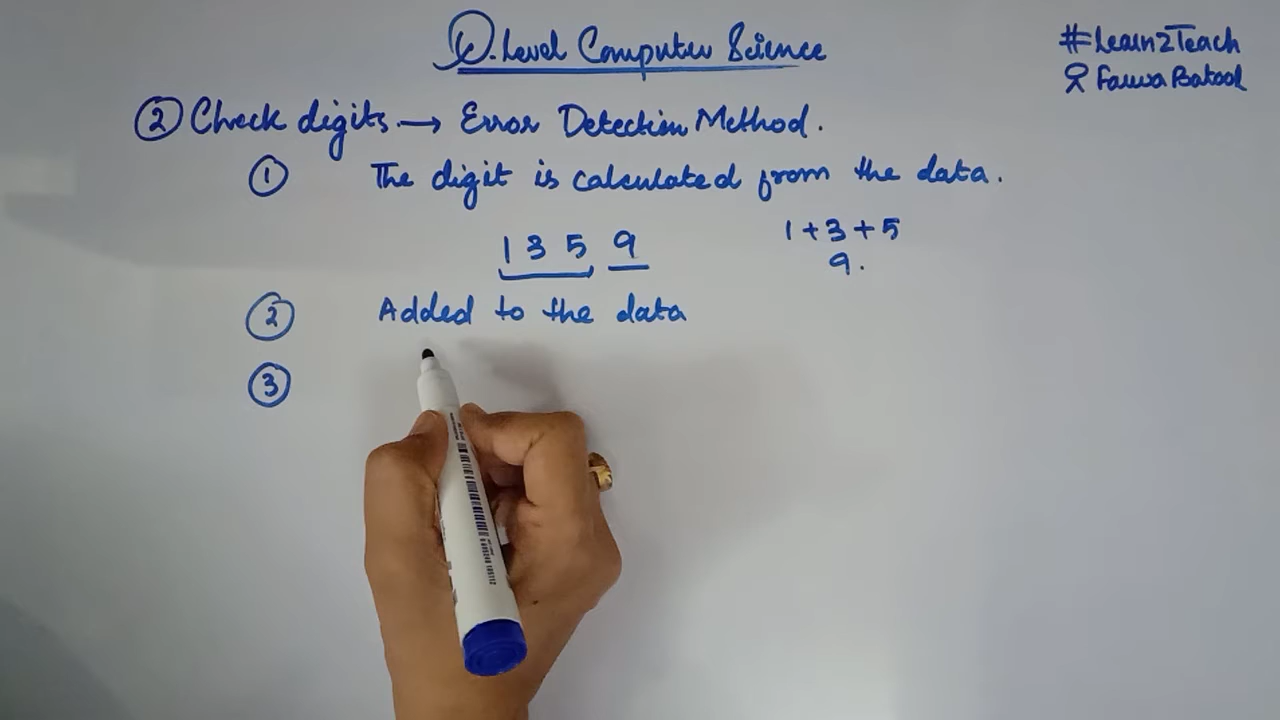 O.Level Computer Science
#Learn2Teach
Fawa Batool
② Check digits → Error Detection Method.
① The digit is calculated from the data.
1 3 5 9
1+3+5
9.
② Added to the data
③